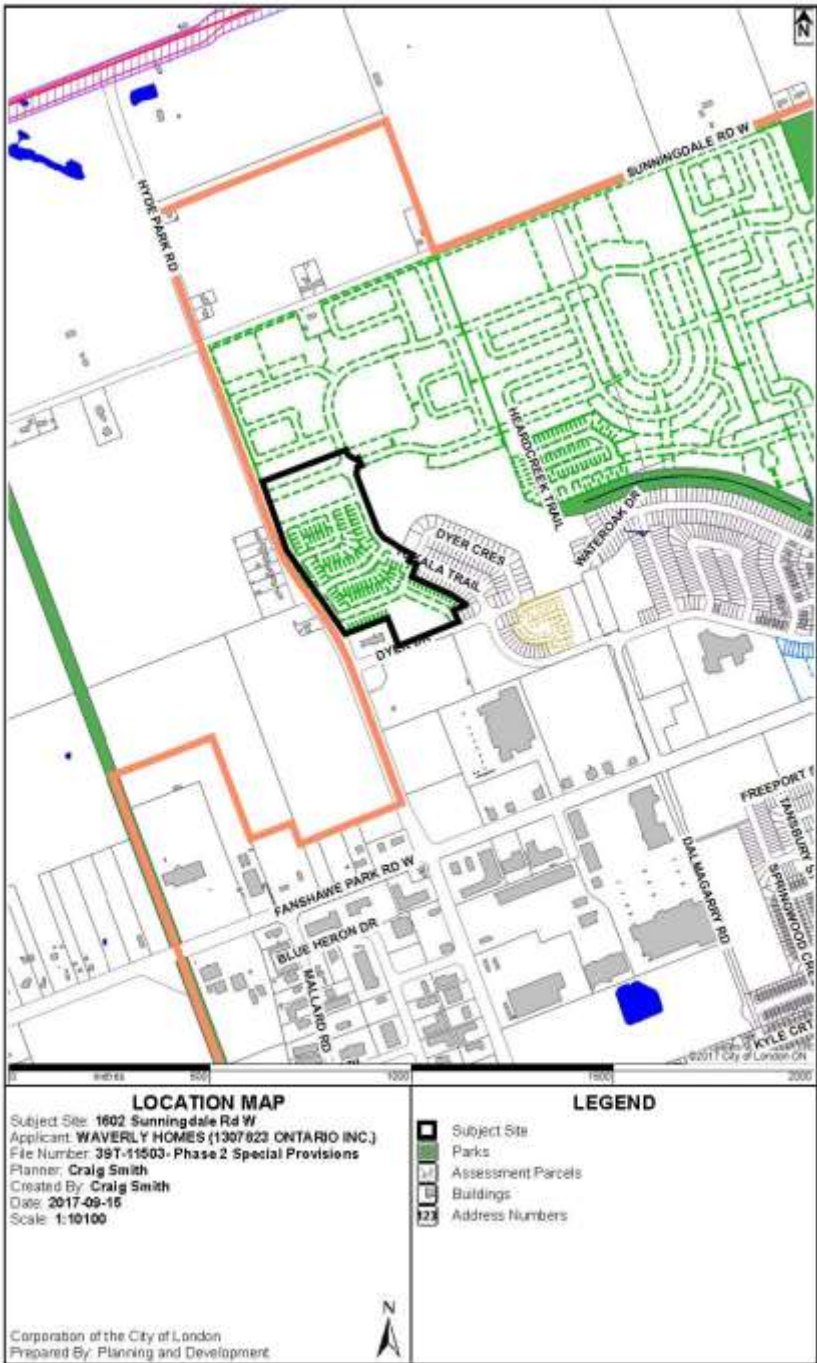 N
SUNNINGDALE RD W
HYDE PARK RD
HEARDCREEK TRAIL
WATEROAK DR
DYER CRES
TRAIL
FREEPORT
TANSBURY
DALMAGARRY RD
SPRINGWOOD
FANSHAWE PARK RD W
BLUE HERON DR
MALLARD RD
KYLE CRT
©2017 City of London ON
0 metres 500 1000 1500 2000
LOCATION MAP
Subject Site: 1602 Sunningdale Rd W
Applicant: WAVERLY HOMES (1307823 ONTARIO INC.)
File Number: 39T-11503- Phase 2 Special Provisions
Planner: Craig Smith
Created By: Craig Smith
Date: 2017-09-15
Scale: 1:10100
N
Corporation of the City of London
Prepared By: Planning and Development
LEGEND
Subject Site
Parks
Assessment Parcels
Buildings
123 Address Numbers